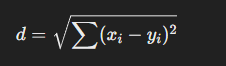 d = √∑(xᵢ − yᵢ)²